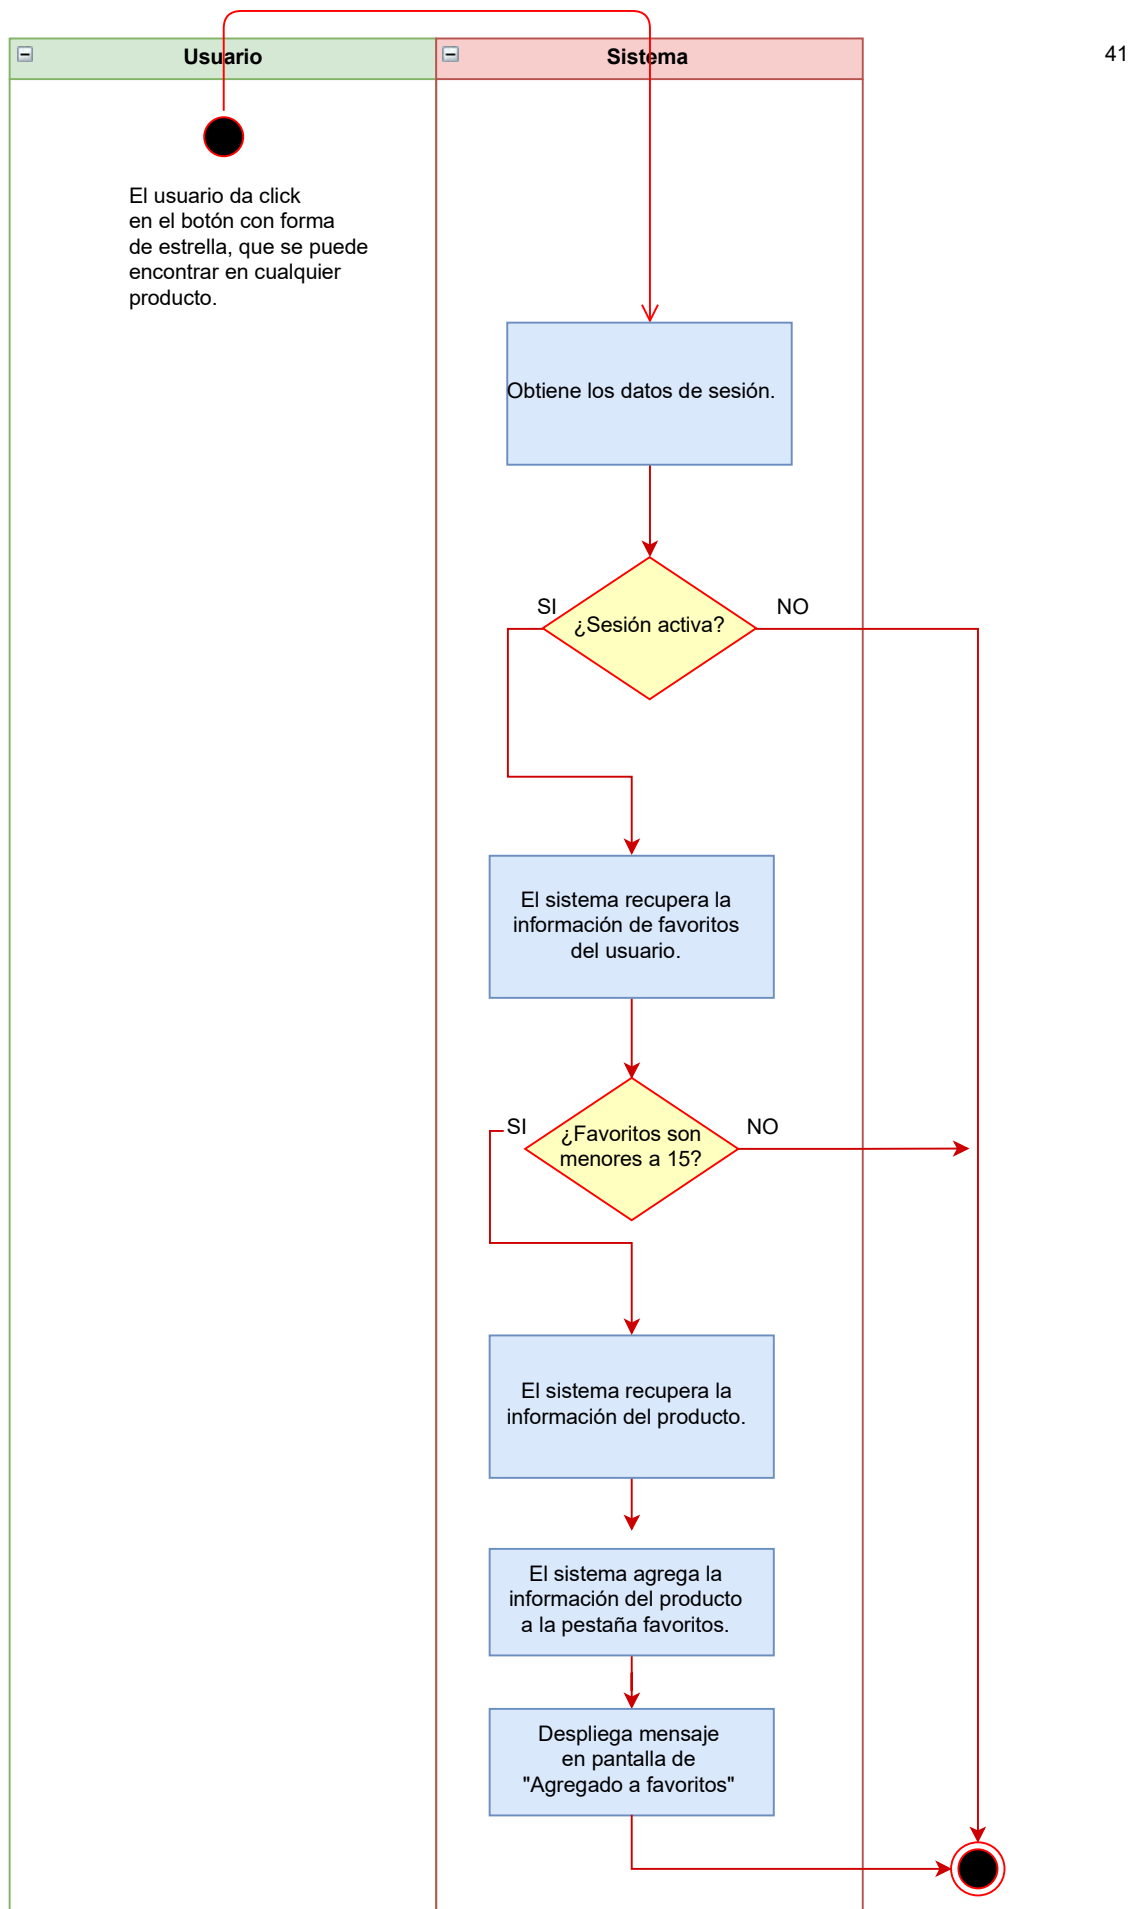 Usuario
Sistema
41
El usuario da click
en el botón con forma
de estrella, que se puede
encontrar en cualquier
producto.
Obtiene los datos de sesión.
SI
NO
¿Sesión activa?
El sistema recupera la
información de favoritos
del usuario.
SI
NO
¿Favoritos son
menores a 15?
El sistema recupera la
información del producto.
El sistema agrega la
información del producto
a la pestaña favoritos.
Despliega mensaje
en pantalla de
"Agregado a favoritos"